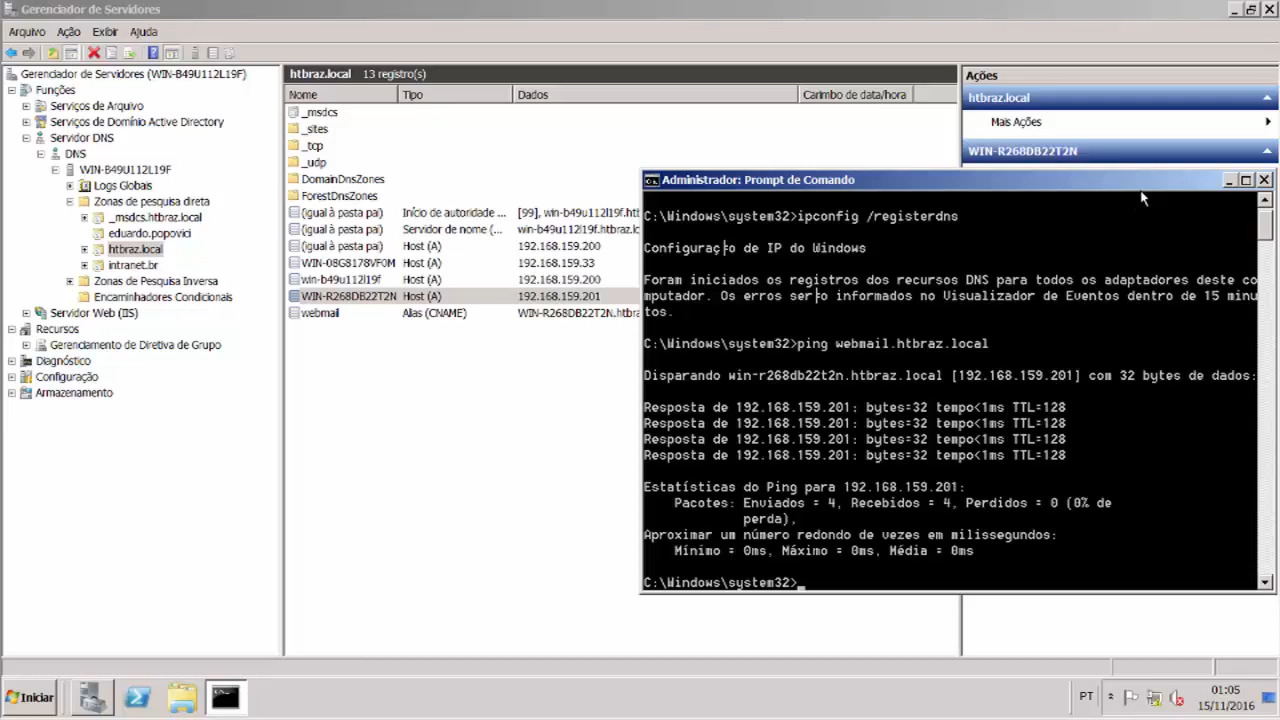 Gerenciador de Servidores
Arquivo Ação Exibir Ajuda
Gerenciador de Servidores (WIN-B49U112L19F)
Funções
Serviços de Arquivo
Serviços de Domínio Active Directory
Servidor DNS
DNS
WIN-B49U112L19F
Logs Globais
Zonas de pesquisa direta
_msdcs.htbraz.local
eduardo.popovici
htbraz.local
intranet.br
Zonas de Pesquisa Inversa
Encaminhadores Condicionais
Servidor Web (IIS)
Recursos
Gerenciamento de Diretiva de Grupo
Diagnóstico
Configuração
Armazenamento
htbraz.local 13 registro(s)
Nome Tipo Dados Carimbo de data/hora
_msdcs
_sites
_tcp
_udp
DomainDnsZones
ForestDnsZones
(igual à pasta pai) Início de autoridade ... [99], win-b49u112l19f.ht
(igual à pasta pai) Servidor de nome (... win-b49u112l19f.htbraz.lo
(igual à pasta pai) Host (A) 192.168.159.200
WIN-08G8178VF0M Host (A) 192.168.159.33
win-b49u112l19f Host (A) 192.168.159.200
WIN-R268DB22T2N Host (A) 192.168.159.201
webmail Alias (CNAME) WIN-R268DB22T2N.htbra
Ações
htbraz.local
Mais Ações
WIN-R268DB22T2N
Administrador: Prompt de Comando
C:\Windows\system32>ipconfig /registerdns
Configuração de IP do Windows
Foram iniciados os registros dos recursos DNS para todos os adaptadores deste co
mputador. Os erros serão informados no Visualizador de Eventos dentro de 15 minu
tos.
C:\Windows\system32>ping webmail.htbraz.local
Disparando win-r268db22t2n.htbraz.local [192.168.159.201] com 32 bytes de dados:
Resposta de 192.168.159.201: bytes=32 tempo<1ms TTL=128
Resposta de 192.168.159.201: bytes=32 tempo<1ms TTL=128
Resposta de 192.168.159.201: bytes=32 tempo<1ms TTL=128
Resposta de 192.168.159.201: bytes=32 tempo<1ms TTL=128
Estatísticas do Ping para 192.168.159.201:
Pacotes: Enviados = 4, Recebidos = 4, Perdidos = 0 (0% de
perda),
Aproximar um número redondo de vezes em milissegundos:
Mínimo = 0ms, Máximo = 0ms, Média = 0ms
C:\Windows\system32>_
Iniciar
PT
01:05
15/11/2016